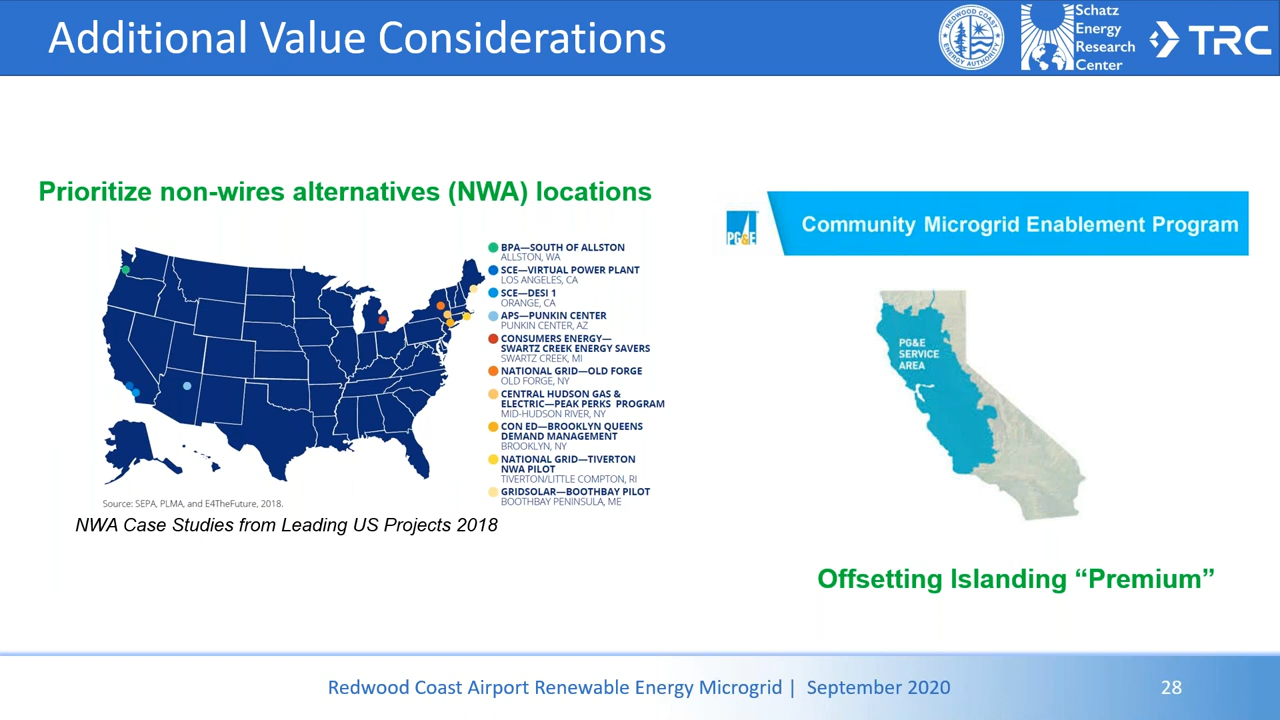 Additional Value Considerations
REDWOOD COAST
ENERGY AUTHORITY
Schatz
Energy
Research
Center
TRC
Prioritize non-wires alternatives (NWA) locations
BPA—SOUTH OF ALLSTON
ALLSTON, WA
SCE—VIRTUAL POWER PLANT
LOS ANGELES, CA
SCE—DESI 1
ORANGE, CA
APS—PUNKIN CENTER
PUNKIN CENTER, AZ
CONSUMERS ENERGY—
SWARTZ CREEK ENERGY SAVERS
SWARTZ CREEK, MI
NATIONAL GRID—OLD FORGE
OLD FORGE, NY
CENTRAL HUDSON GAS &
ELECTRIC—PEAK PERKS PROGRAM
MID-HUDSON RIVER, NY
CON ED—BROOKLYN QUEENS
DEMAND MANAGEMENT
BROOKLYN, NY
NATIONAL GRID—TIVERTON
NWA PILOT
TIVERTON/LITTLE COMPTON, RI
GRIDSOLAR—BOOTHBAY PILOT
BOOTHBAY PENINSULA, ME
Source: SEPA, PLMA, and E4TheFuture, 2018.
NWA Case Studies from Leading US Projects 2018
PG&E
Community Microgrid Enablement Program
PG&E
SERVICE
AREA
Offsetting Islanding “Premium”
Redwood Coast Airport Renewable Energy Microgrid | September 2020
28